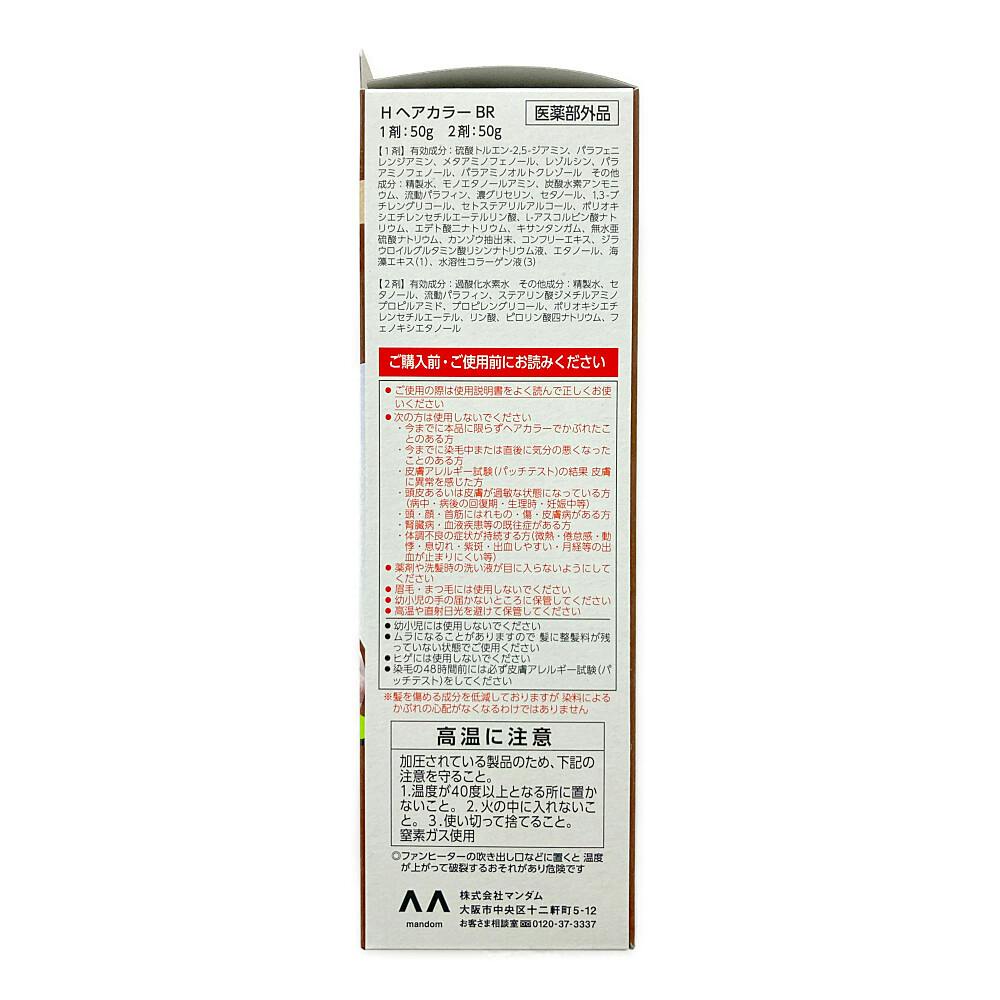 H ヘアカラー BR
医薬部外品
1剤：50g　2剤：50g
【1剤】有効成分：硫酸トルエン-2,5-ジアミン、パラフェニ
レンジアミン、メタアミノフェノール、レゾルシン、パラ
アミノフェノール、パラアミノオルトクレゾール　その他
成分：精製水、モノエタノールアミン、炭酸水素アンモニ
ウム、流動パラフィン、濃グリセリン、セタノール、1,3-ブ
チレングリコール、セトステアリルアルコール、ポリオキ
シエチレンセチルエーテルリン酸、L-アスコルビン酸ナト
リウム、エデト酸二ナトリウム、キサンタンガム、無水亜
硫酸ナトリウム、カンゾウ抽出末、コンフリーエキス、ジラ
ウロイルグルタミン酸リシンナトリウム液、エタノール、海
藻エキス(1)、水溶性コラーゲン液(3)
【2剤】有効成分：過酸化水素水　その他成分：精製水、セ
タノール、流動パラフィン、ステアリン酸ジメチルアミノ
プロピルアミド、プロピレングリコール、ポリオキシエチ
レンセチルエーテル、リン酸、ピロリン酸四ナトリウム、フ
ェノキシエタノール
ご購入前・ご使用前にお読みください
●ご使用の際は使用説明書をよく読んで正しくお使
いください
●次の方は使用しないでください
・今までに本品に限らずヘアカラーでかぶれたこ
とのある方
・今までに染毛中または直後に気分の悪くなった
ことのある方
・皮膚アレルギー試験(パッチテスト)の結果 皮膚
に異常を感じた方
・頭皮あるいは皮膚が過敏な状態になっている方
(病中・病後の回復期・生理時・妊娠中等)
・頭・顔・首筋にはれもの・傷・皮膚病がある方
・腎臓病・血液疾患等の既往症がある方
・体調不良の症状が持続する方(微熱・倦怠感・動
悸・息切れ・紫斑・出血しやすい・月経等の出
血が止まりにくい等)
●薬剤や洗髪時の洗い液が目に入らないようにして
ください
●眉毛・まつ毛には使用しないでください
●幼小児の手の届かないところに保管してください
●高温や直射日光を避けて保管してください
●幼小児には使用しないでください
●ムラになることがありますので 髪に整髪料が残
っていない状態でご使用ください
●ヒゲには使用しないでください
●染毛の48時間前には必ず皮膚アレルギー試験(パ
ッチテスト)をしてください
※髪を傷める成分を低減しておりますが 染料による
かぶれの心配がなくなるわけではありません
高温に注意
加圧されている製品のため、下記の
注意を守ること。
1.温度が40度以上となる所に置か
ないこと。2.火の中に入れないこ
と。3.使い切って捨てること。
窒素ガス使用
◎ファンヒーターの吹き出し口などに置くと 温度
が上がって破裂するおそれがあり危険です
mandom
株式会社マンダム
大阪市中央区十二軒町5-12
お客さま相談室 0120-37-3337